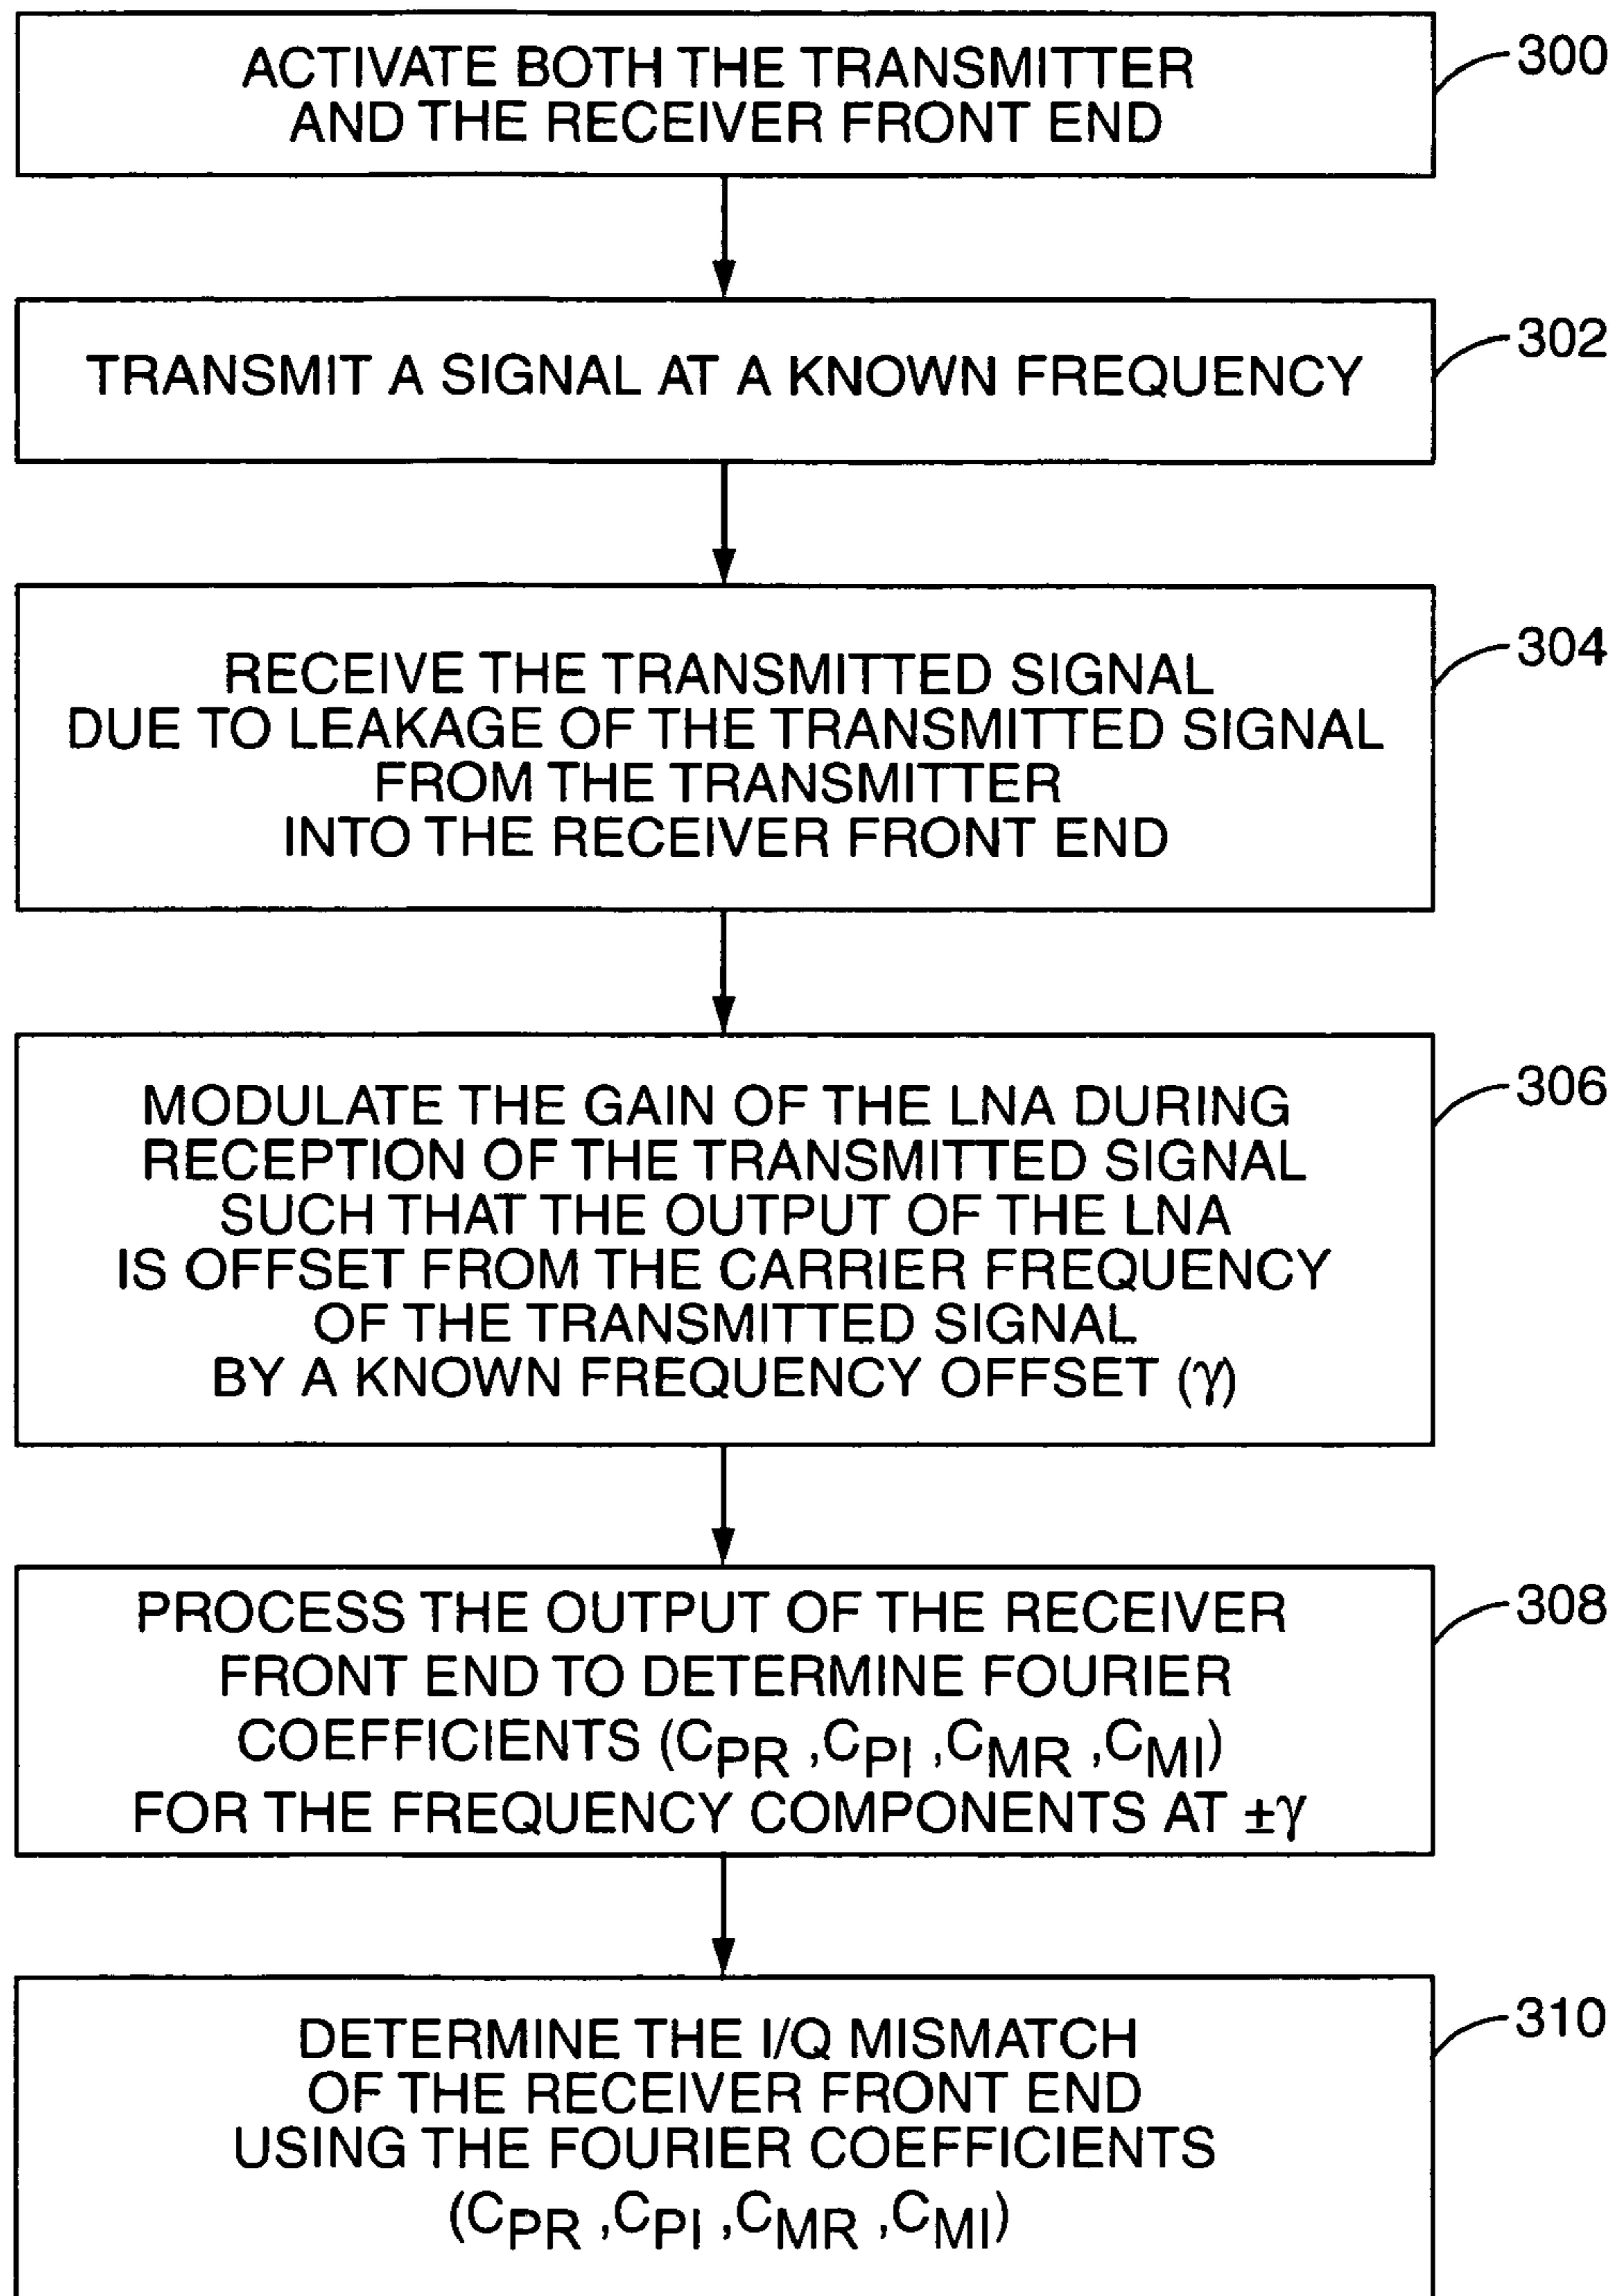 ACTIVATE BOTH THE TRANSMITTER
AND THE RECEIVER FRONT END
300
TRANSMIT A SIGNAL AT A KNOWN FREQUENCY
302
RECEIVE THE TRANSMITTED SIGNAL
DUE TO LEAKAGE OF THE TRANSMITTED SIGNAL
FROM THE TRANSMITTER
INTO THE RECEIVER FRONT END
304
MODULATE THE GAIN OF THE LNA DURING
RECEPTION OF THE TRANSMITTED SIGNAL
SUCH THAT THE OUTPUT OF THE LNA
IS OFFSET FROM THE CARRIER FREQUENCY
OF THE TRANSMITTED SIGNAL
BY A KNOWN FREQUENCY OFFSET (γ)
306
PROCESS THE OUTPUT OF THE RECEIVER
FRONT END TO DETERMINE FOURIER
COEFFICIENTS (CPR ,CPI ,CMR ,CMI)
FOR THE FREQUENCY COMPONENTS AT ±γ
308
DETERMINE THE I/Q MISMATCH
OF THE RECEIVER FRONT END
USING THE FOURIER COEFFICIENTS
(CPR ,CPI ,CMR ,CMI)
310